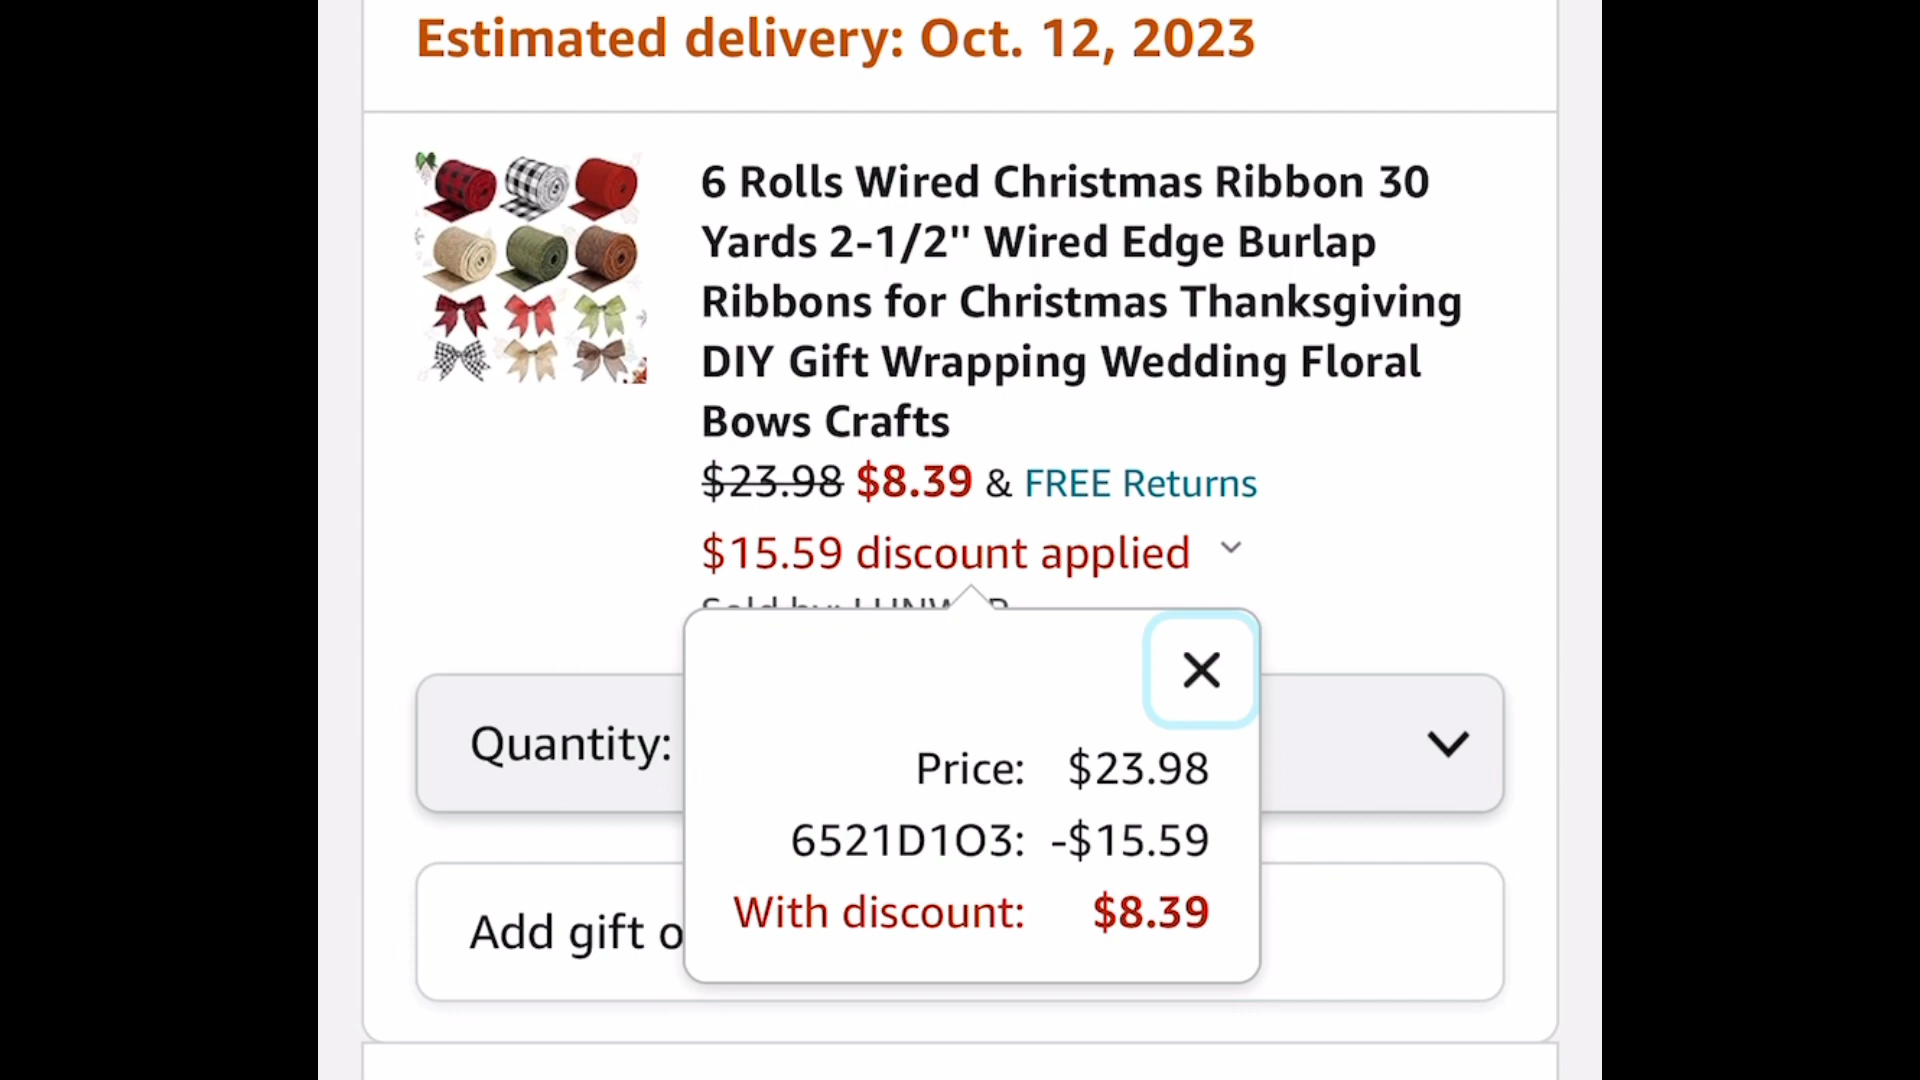 Estimated delivery: Oct. 12, 2023
6 Rolls Wired Christmas Ribbon 30
Yards 2-1/2" Wired Edge Burlap
Ribbons for Christmas Thanksgiving
DIY Gift Wrapping Wedding Floral
Bows Crafts
$23.98 $8.39 & FREE Returns
$15.59 discount applied
Sold by:
Quantity:
Price: $23.98
6521D1O3: -$15.59
With discount: $8.39
Add gift o